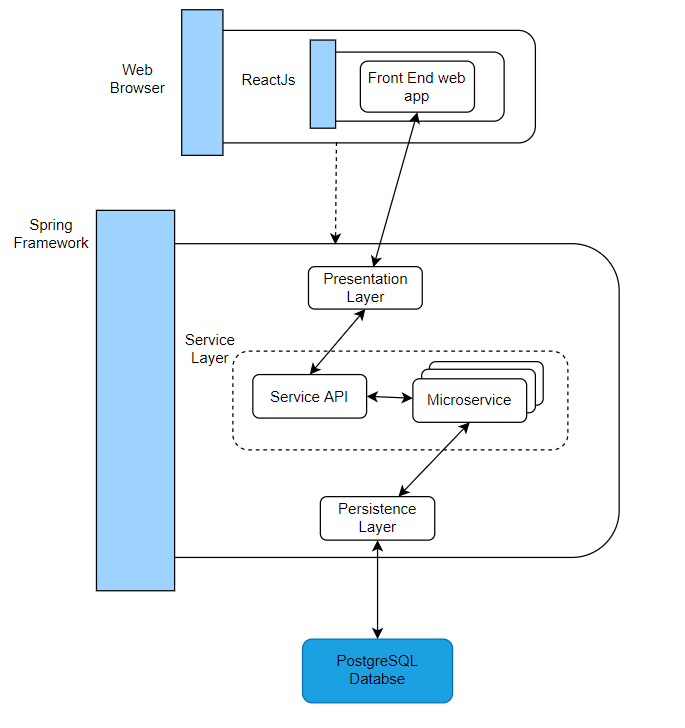 Web
Browser
ReactJs
Front End web
app
Spring
Framework
Presentation
Layer
Service
Layer
Service API
Microservice
Persistence
Layer
PostgreSQL
Databse